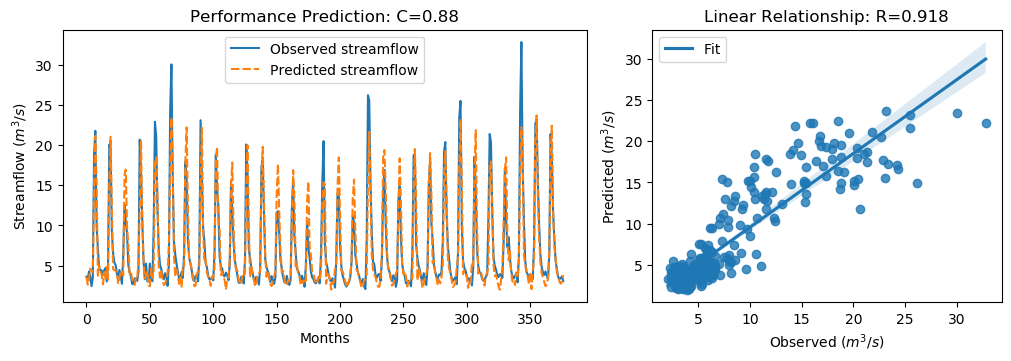 Performance Prediction: C=0.88
Observed streamflow
Predicted streamflow
Streamflow (m³/s)
30
25
20
15
10
5
0 50 100 150 200 250 300 350
Months
Linear Relationship: R=0.918
Fit
Predicted (m³/s)
30
25
20
15
10
5
5 10 15 20 25 30
Observed (m³/s)